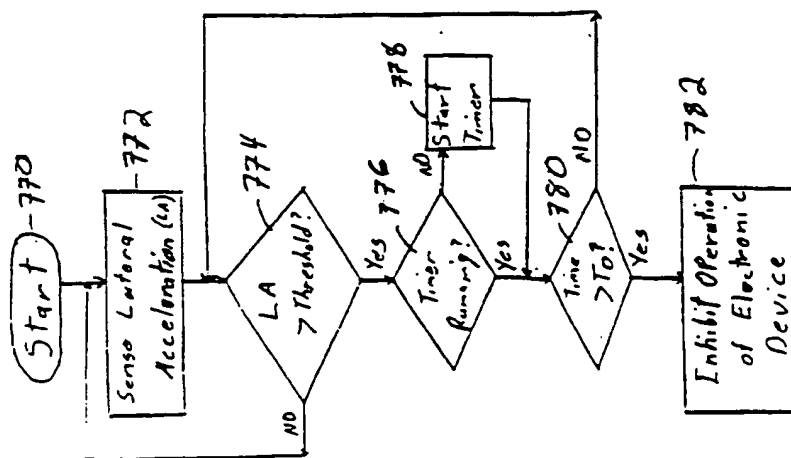 Start
770
Sense Lateral
Acceleration (LA)
772
LA
> Threshold?
774
NO
Yes
Timer
Running?
776
NO
Start
Timer
778
Yes
Time
> To?
780
NO
Yes
Inhibit Operation
of Electronic
Device
782